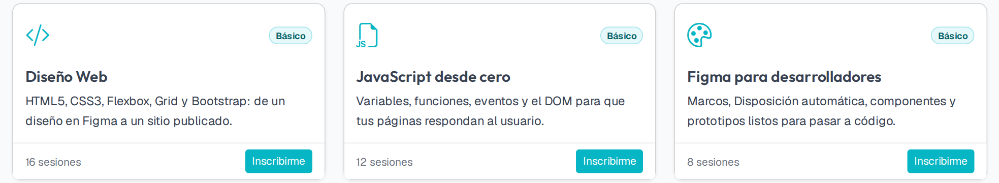 Básico
Diseño Web
HTML5, CSS3, Flexbox, Grid y Bootstrap: de un
diseño en Figma a un sitio publicado.
16 sesiones
Inscribirme
JS
Básico
JavaScript desde cero
Variables, funciones, eventos y el DOM para que
tus páginas respondan al usuario.
12 sesiones
Inscribirme
Básico
Figma para desarrolladores
Marcos, Disposición automática, componentes y
prototipos listos para pasar a código.
8 sesiones
Inscribirme